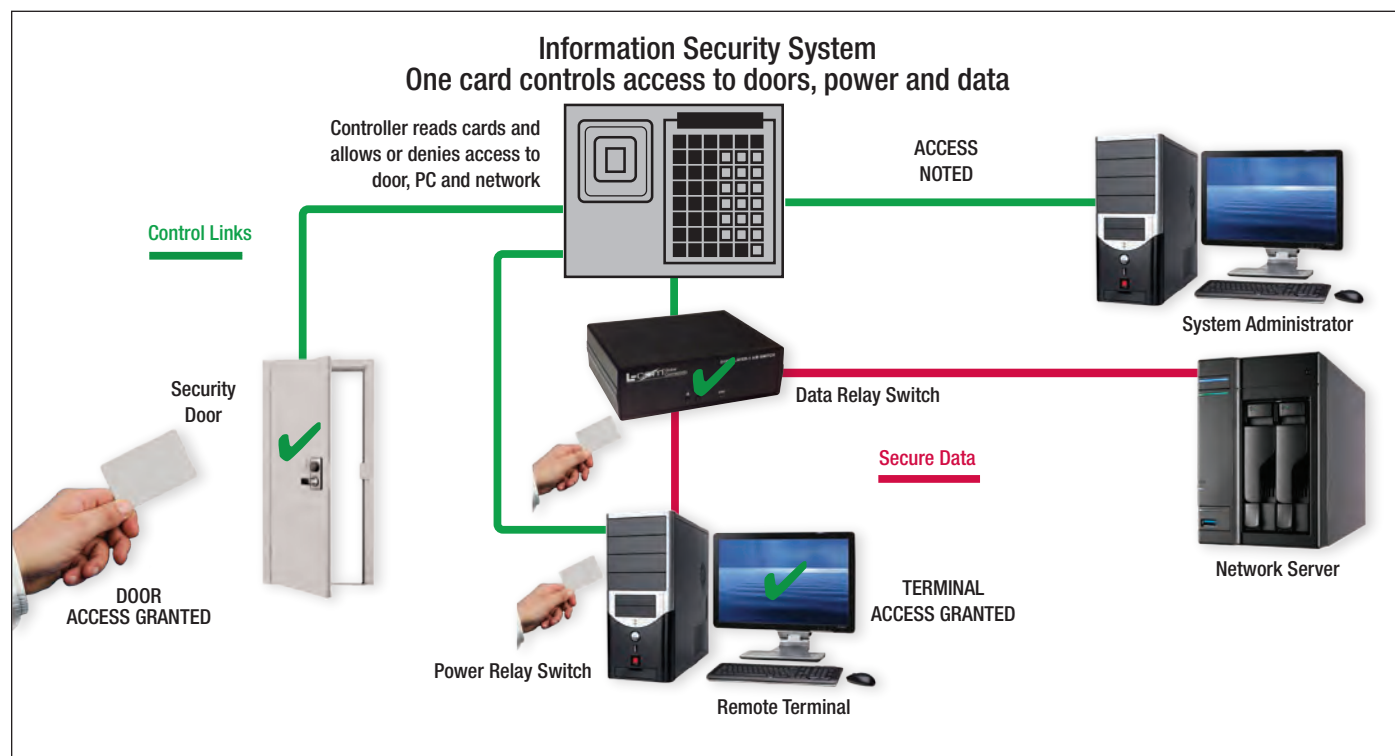 Information Security System
One card controls access to doors, power and data
Controller reads cards and
allows or denies access to
door, PC and network
ACCESS
NOTED
Control Links
System Administrator
Security
Door
L-com
Data Relay Switch
Secure Data
Network Server
DOOR
ACCESS GRANTED
TERMINAL
ACCESS GRANTED
Power Relay Switch
Remote Terminal